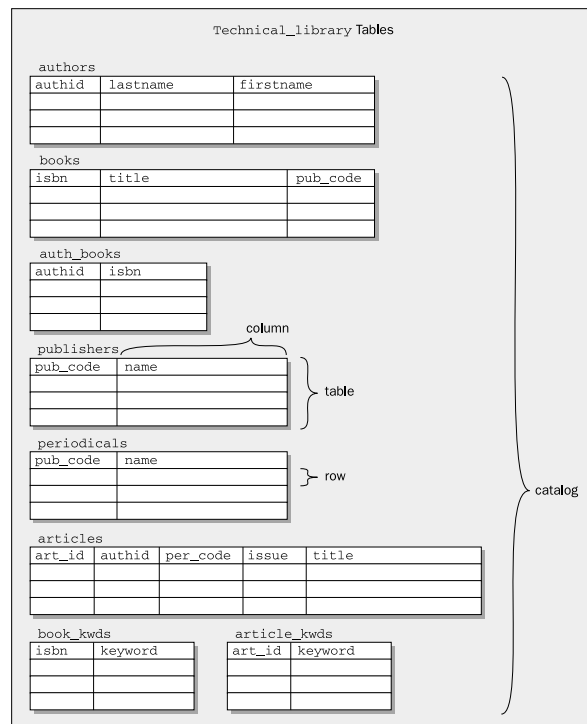 Technical_library Tables
authors
authid lastname firstname
books
isbn title pub_code
auth_books
authid isbn
column
publishers
pub_code name
table
periodicals
pub_code name
row
catalog
articles
art_id authid per_code issue title
book_kwds article_kwds
isbn keyword art_id keyword